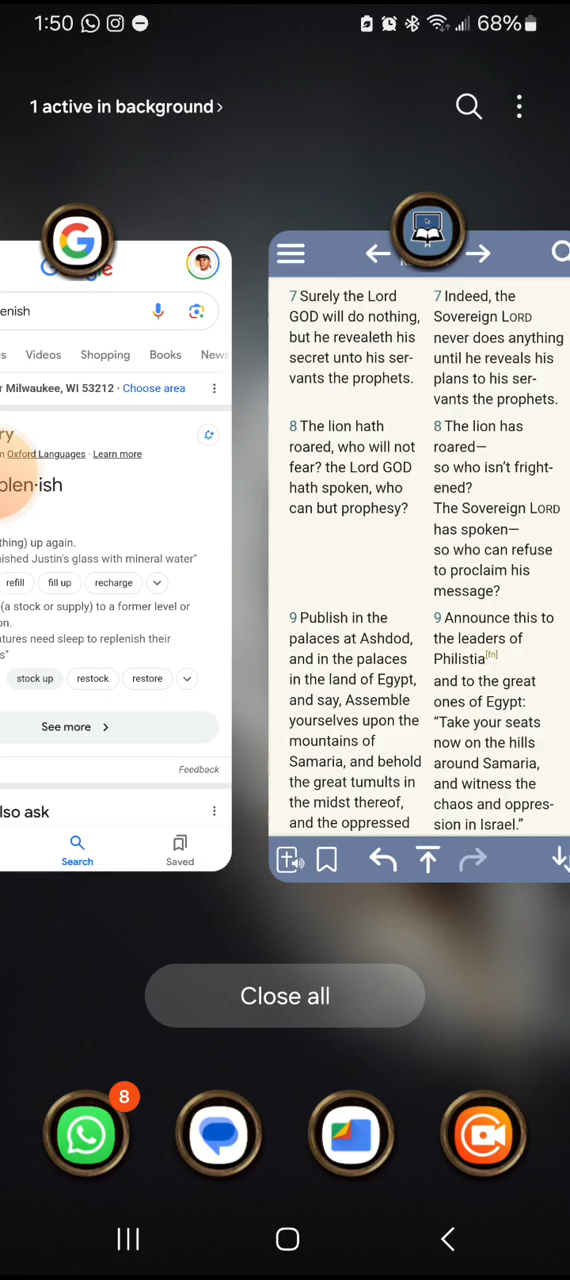 1:50
68%
1 active in background >
enish
Videos Shopping Books News
Milwaukee, WI 53212 · Choose area
Oxford Languages · Learn more
plen·ish
thing) up again.
ished Justin's glass with mineral water"
refill fill up recharge
(a stock or supply) to a former level or
on.
atures need sleep to replenish their
s"
stock up restock restore
See more >
Feedback
lso ask
Search Saved
7 Surely the Lord
GOD will do nothing,
but he revealeth his
secret unto his ser-
vants the prophets.
8 The lion hath
roared, who will not
fear? the Lord GOD
hath spoken, who
can but prophesy?
9 Publish in the
palaces at Ashdod,
and in the palaces
in the land of Egypt,
and say, Assemble
yourselves upon the
mountains of
Samaria, and behold
the great tumults in
the midst thereof,
and the oppressed
7 Indeed, the
Sovereign LORD
never does anything
until he reveals his
plans to his ser-
vants the prophets.
8 The lion has
roared—
so who isn't fright-
ened?
The Sovereign LORD
has spoken—
so who can refuse
to proclaim his
message?
9 Announce this to
the leaders of
Philistia[fn]
and to the great
ones of Egypt:
"Take your seats
now on the hills
around Samaria,
and witness the
chaos and oppres-
sion in Israel."
Close all
8